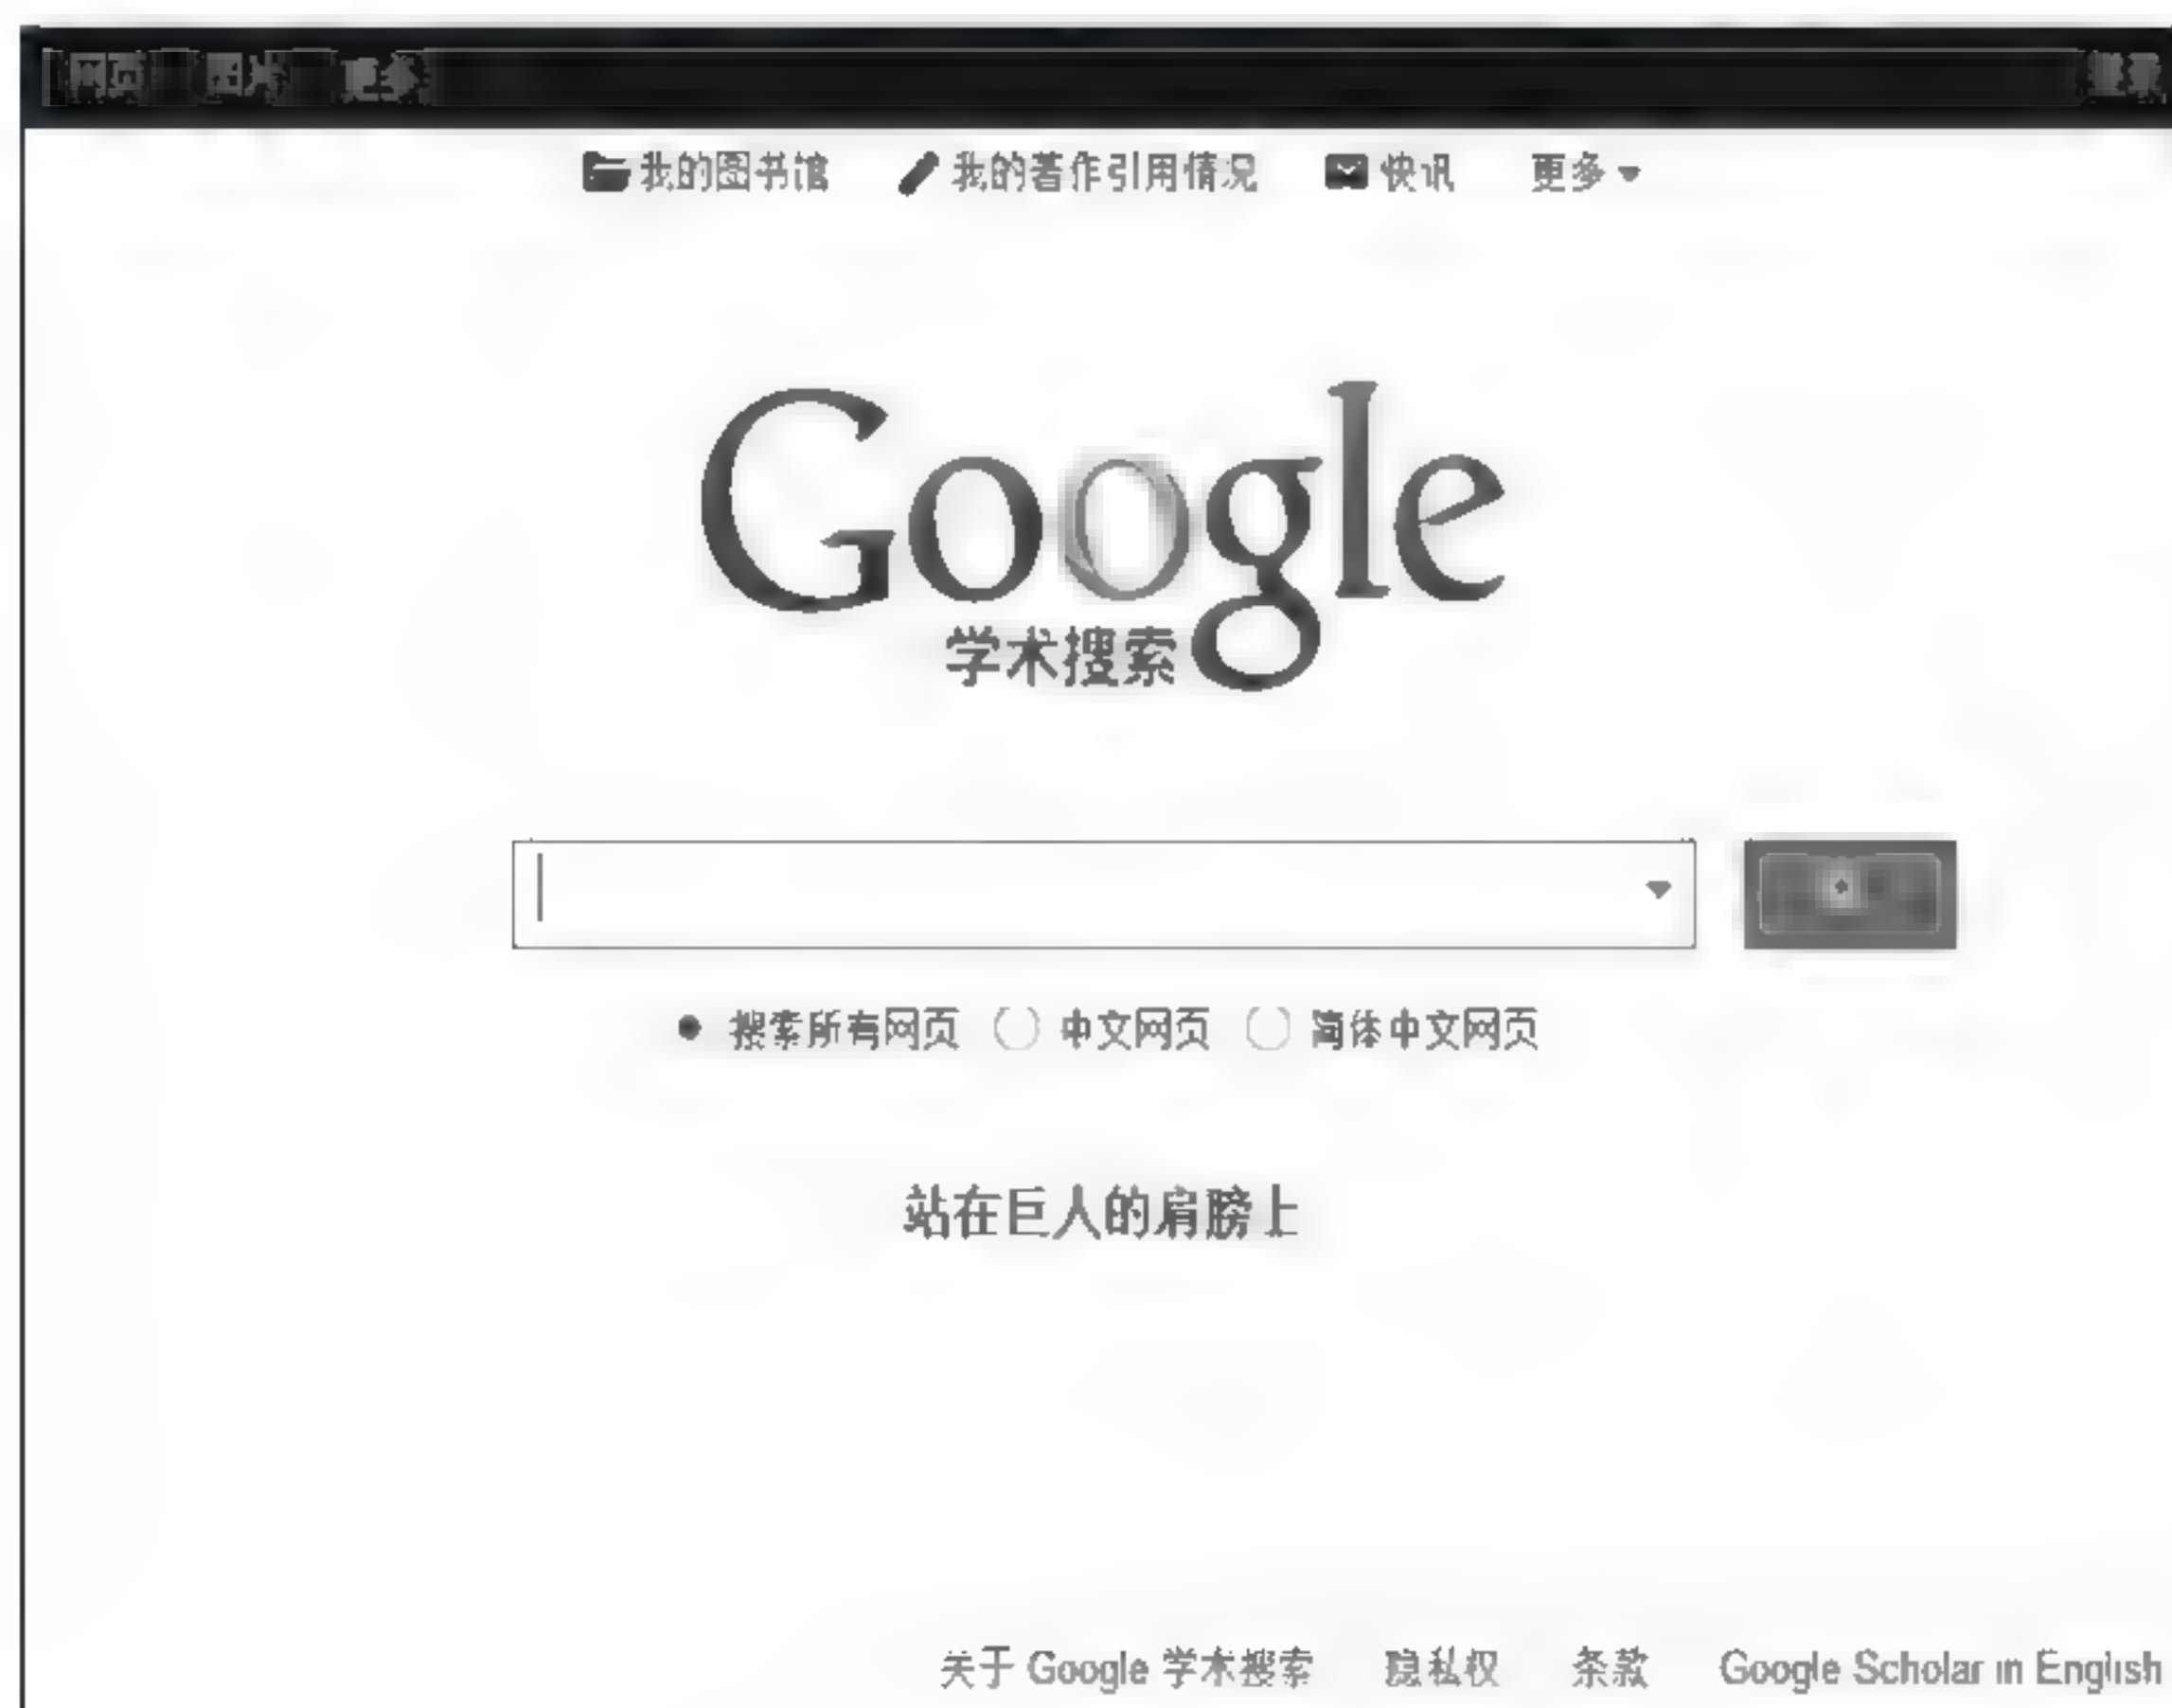 网页 图片 更多
我的图书馆 我的著作引用情况 快讯 更多
Google
学术搜索
搜索所有网页 中文网页 简体中文网页
站在巨人的肩膀上
关于 Google 学术搜索 隐私权 条款 Google Scholar in English